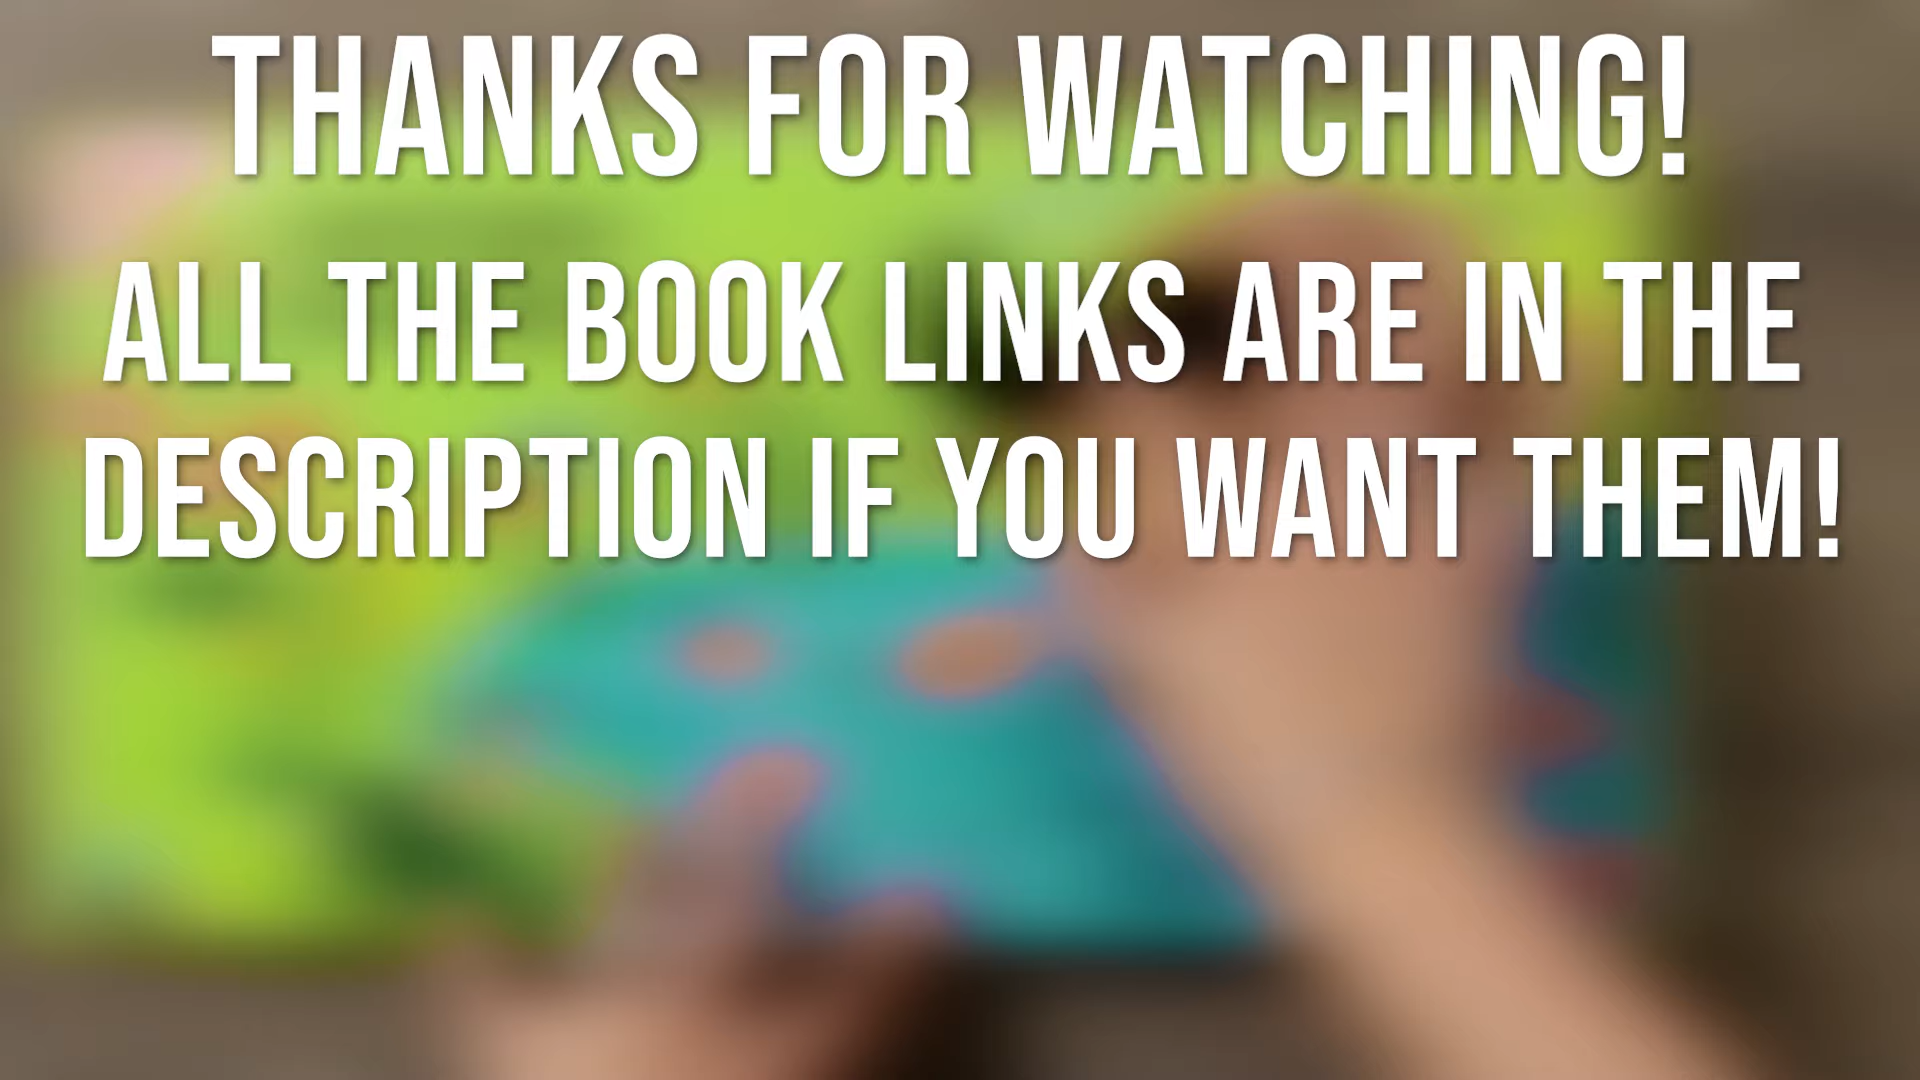 THANKS FOR WATCHING!
ALL THE BOOK LINKS ARE IN THE
DESCRIPTION IF YOU WANT THEM!